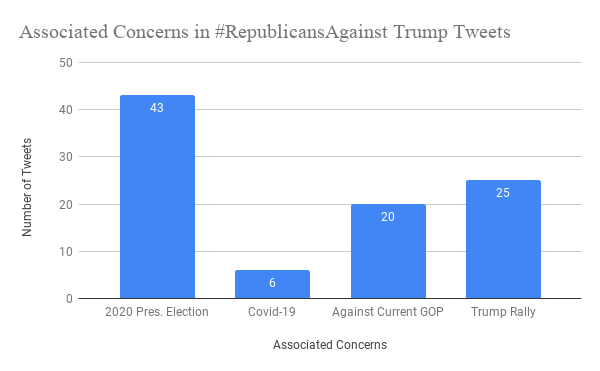 Associated Concerns in #RepublicansAgainst Trump Tweets
50
40
30
20
10
0
Number of Tweets
43
6
20
25
2020 Pres. Election
Covid-19
Against Current GOP
Trump Rally
Associated Concerns